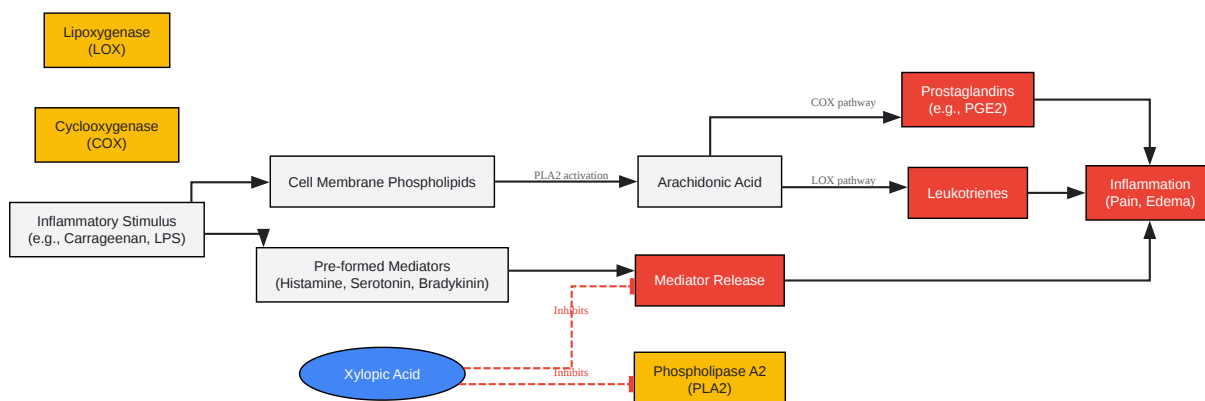 Lipoxygenase
(LOX)
Cyclooxygenase
(COX)
Inflammatory Stimulus
(e.g., Carrageenan, LPS)
Cell Membrane Phospholipids
PLA2 activation
Arachidonic Acid
COX pathway
LOX pathway
Prostaglandins
(e.g., PGE2)
Leukotrienes
Inflammation
(Pain, Edema)
Pre-formed Mediators
(Histamine, Serotonin, Bradykinin)
Mediator Release
Inhibits
Xylopic Acid
Inhibits
Phospholipase A2
(PLA2)